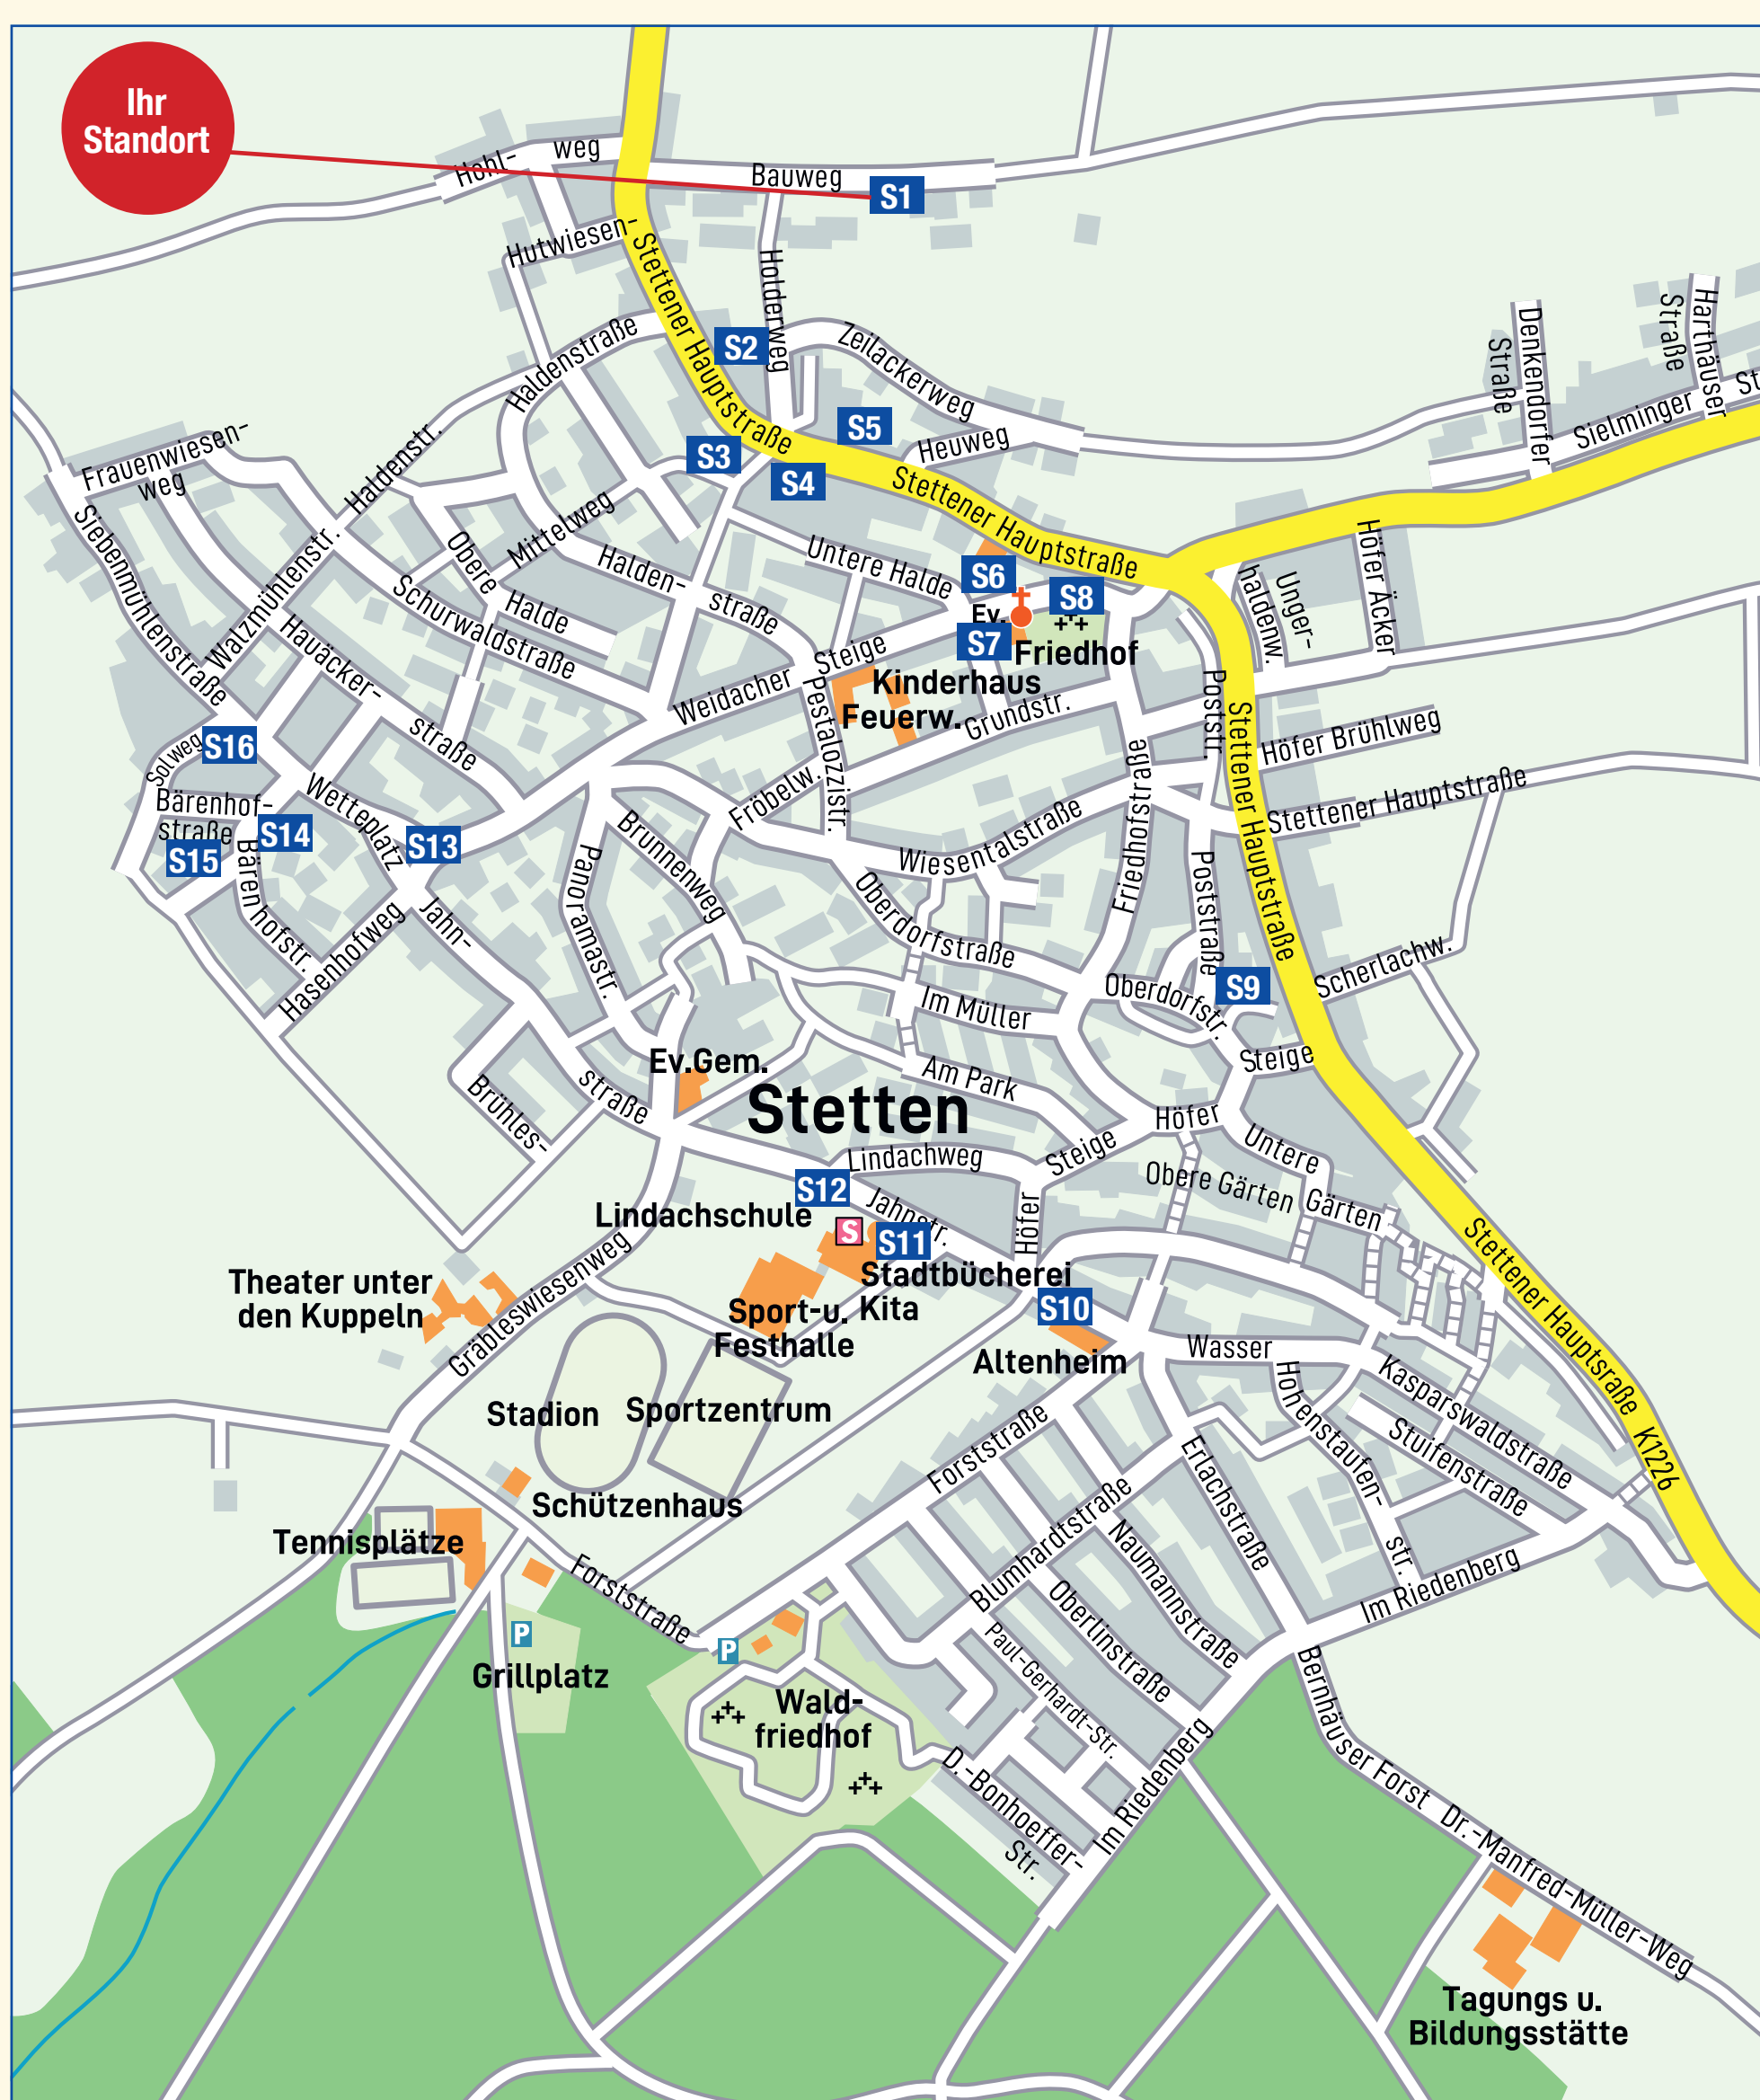 Ihr
Standort
Hohl-
weg
Bauweg
S1
Hutwiesen-
Stettener Hauptstraße
Holderweg
S2
Zeilackerweg
Haldenstraße
Denkendorfer
Straße
Harthäuser
Straße
Sielminger
St
S5
Heuweg
S3
S4
Frauenwiesen-
weg
Haldenstr.
Stettener Hauptstraße
Siebenmühlenstraße
Walzmühlenstr.
Obere
Halde
Mittelweg
Halden-
straße
Untere Halde
S6
S8
Ev.
S7
Friedhof
Unger-
haldenw.
Höfer Äcker
Schurwaldstraße
Hauäcker-
straße
Weidacher
Steige
Kinderhaus
Feuerw.
Grundstr.
Pestalozzistr.
Poststr.
Stettener Hauptstraße
Höfer Brühlweg
Stettener Hauptstraße
S16
Solweg
Bärenhof-
straße
S14
S15
Wetteplatz
S13
Fröbelw.
Brunnenweg
Wiesentalstraße
Friedhofstraße
Poststraße
Bären
hofstr.
Hasenhofweg
Jahn-
straße
Panoramastr.
Oberdorfstraße
Oberdorfstr.
S9
Scherlachw.
Im Müller
Steige
Ev.Gem.
Stetten
Am Park
Brühles-
Höfer
Steige
Untere
Gärten
Obere Gärten
Lindachweg
S12
Jahnstr.
Höfer
Lindachschule
S
S11
Stadtbücherei
Kita
Sport-u.
Festhalle
S10
Altenheim
Theater unter
den Kuppeln
Gräbleswiesenweg
Stadion
Sportzentrum
Wasser
Hohenstaufen-
str.
Kasparswaldstraße
Stuifenstraße
Stettener Hauptsraße
K1226
Schützenhaus
Tennisplätze
Forststraße
Forststraße
Blumhardtstraße
Erlachstraße
Naumannstraße
Oberlinstraße
Paul-Gerhardt-Str.
Im Riedenberg
P
Grillplatz
P
Wald-
friedhof
D.-Bonhoeffer-
Str.
Im Riedenberg
Bernhäuser Forst
Dr.-Manfred-Müller-Weg
Tagungs u.
Bildungsstätte